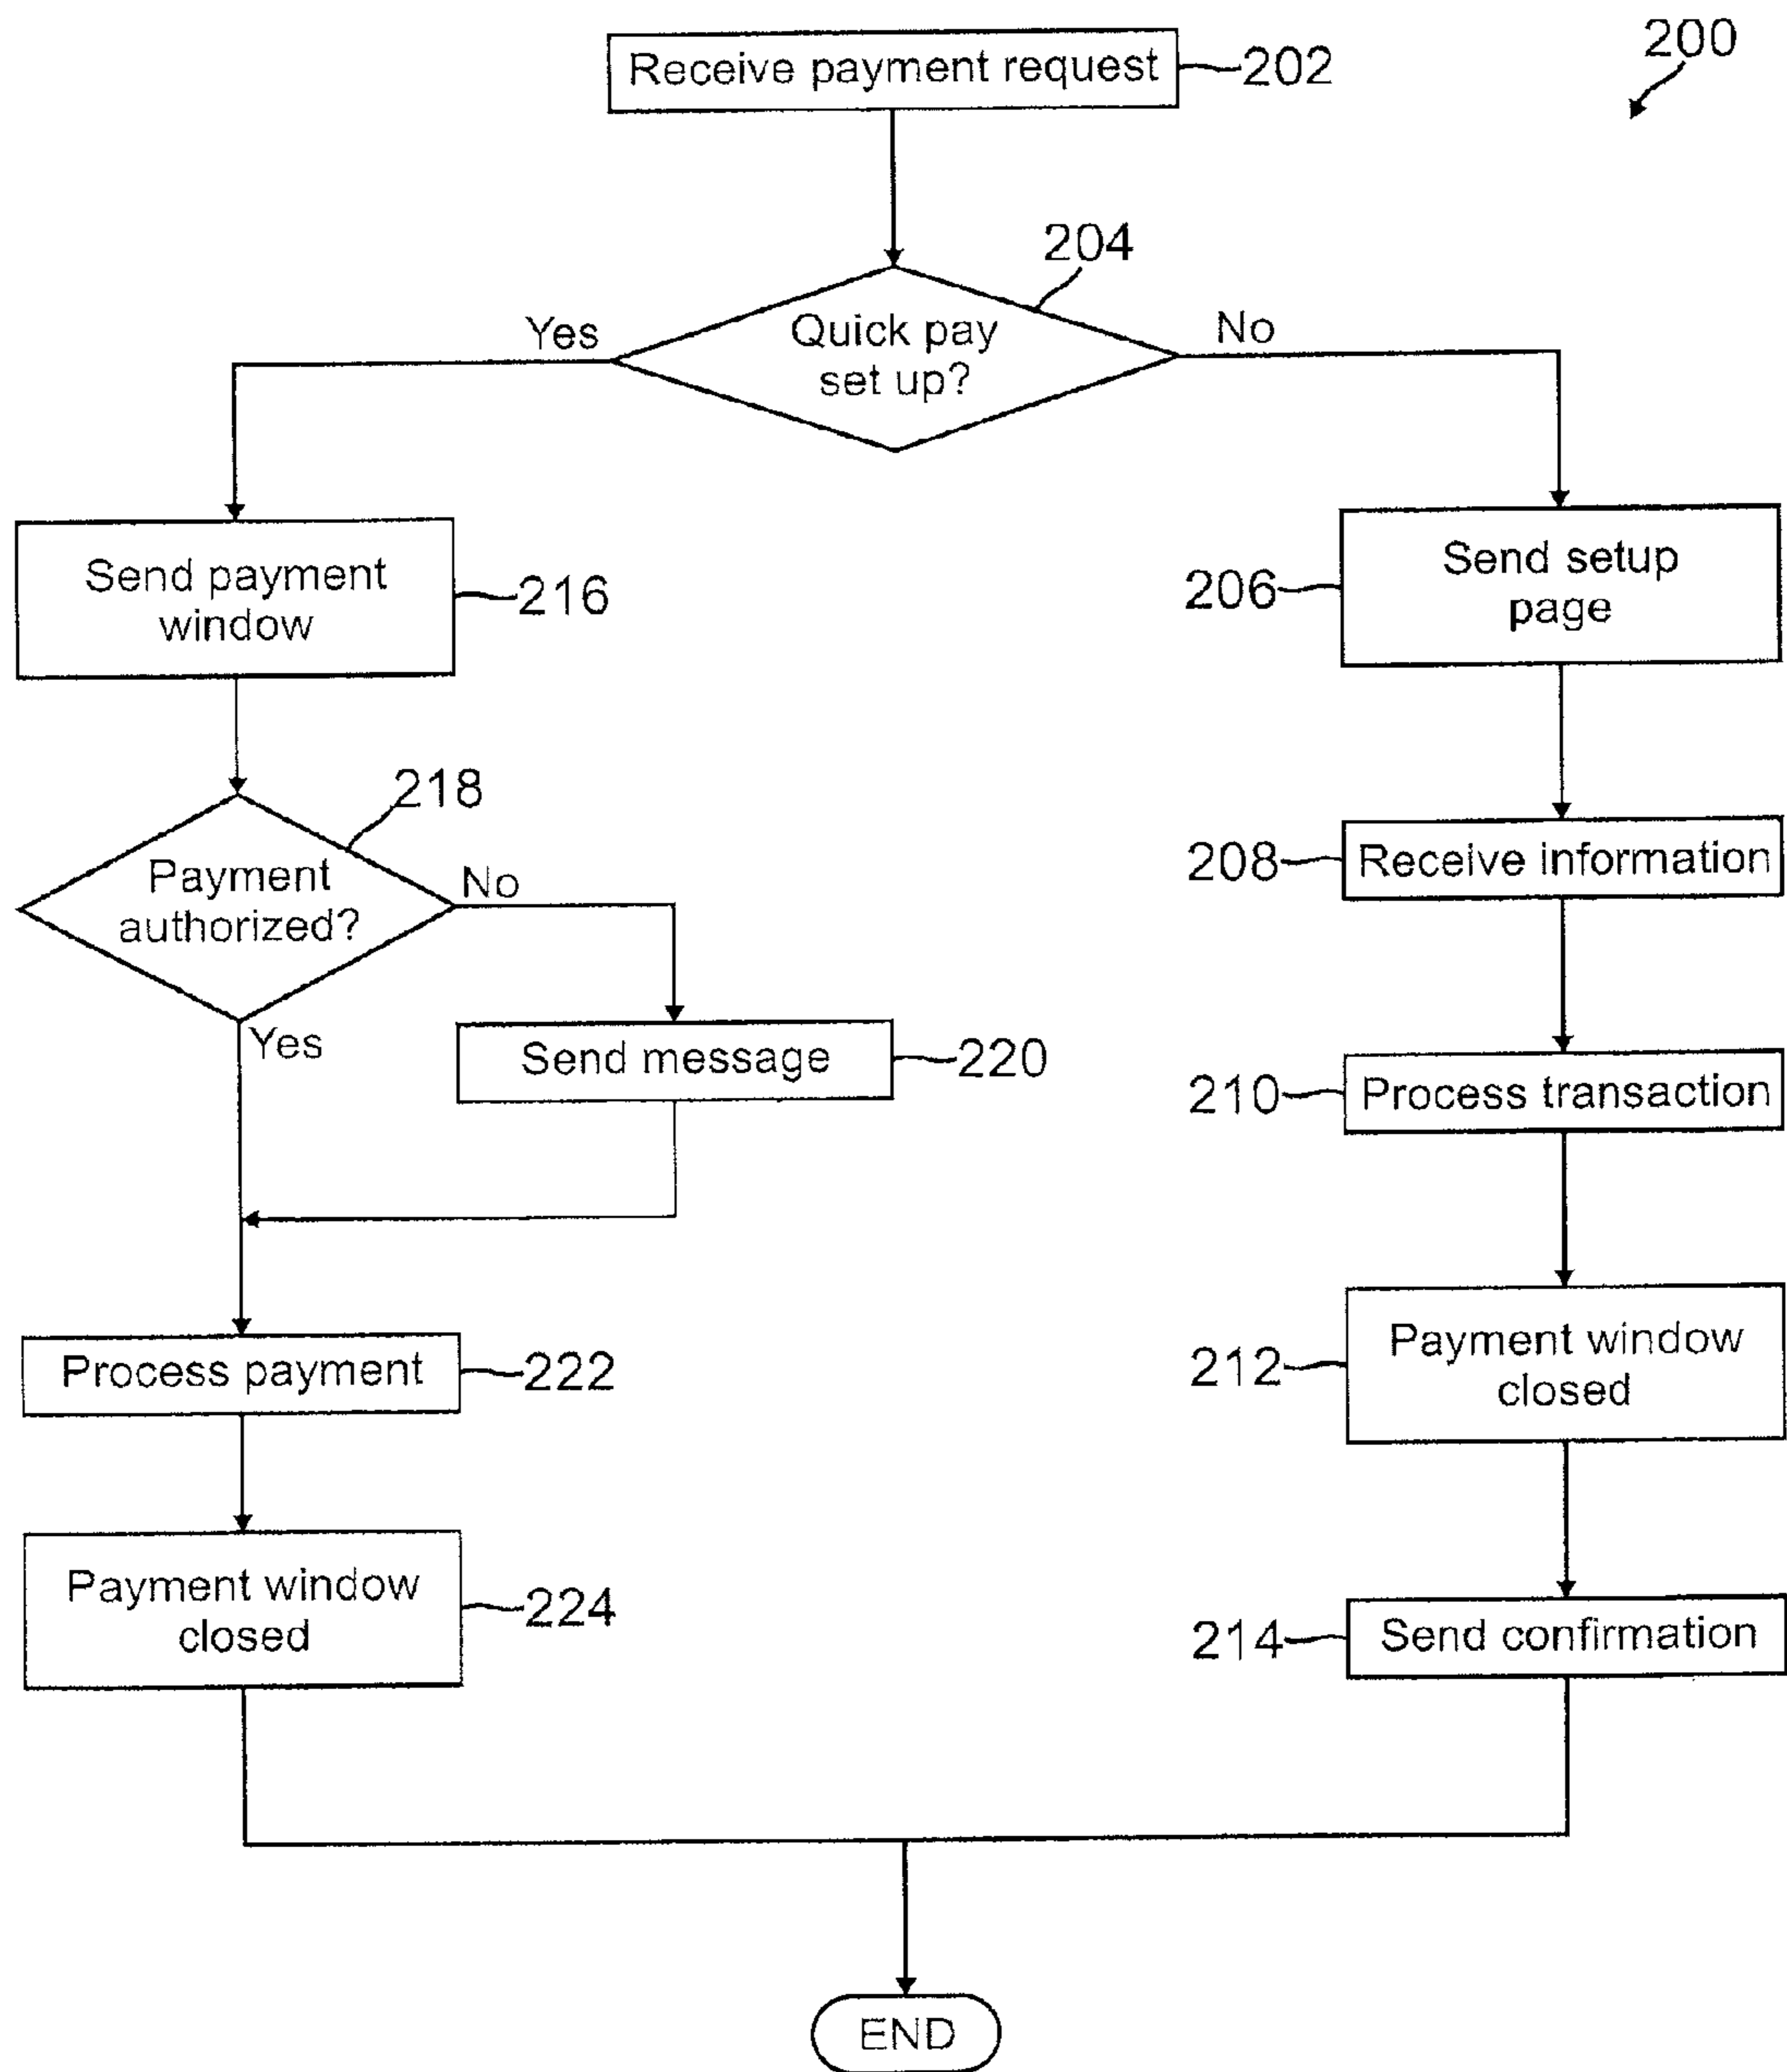 200
Receive payment request
202
204
Quick pay
set up?
Yes
No
Send payment
window
216
206
Send setup
page
218
Payment
authorized?
No
Yes
208
Receive information
Send message
220
210
Process transaction
Process payment
222
212
Payment window
closed
Payment window
closed
224
214
Send confirmation
END